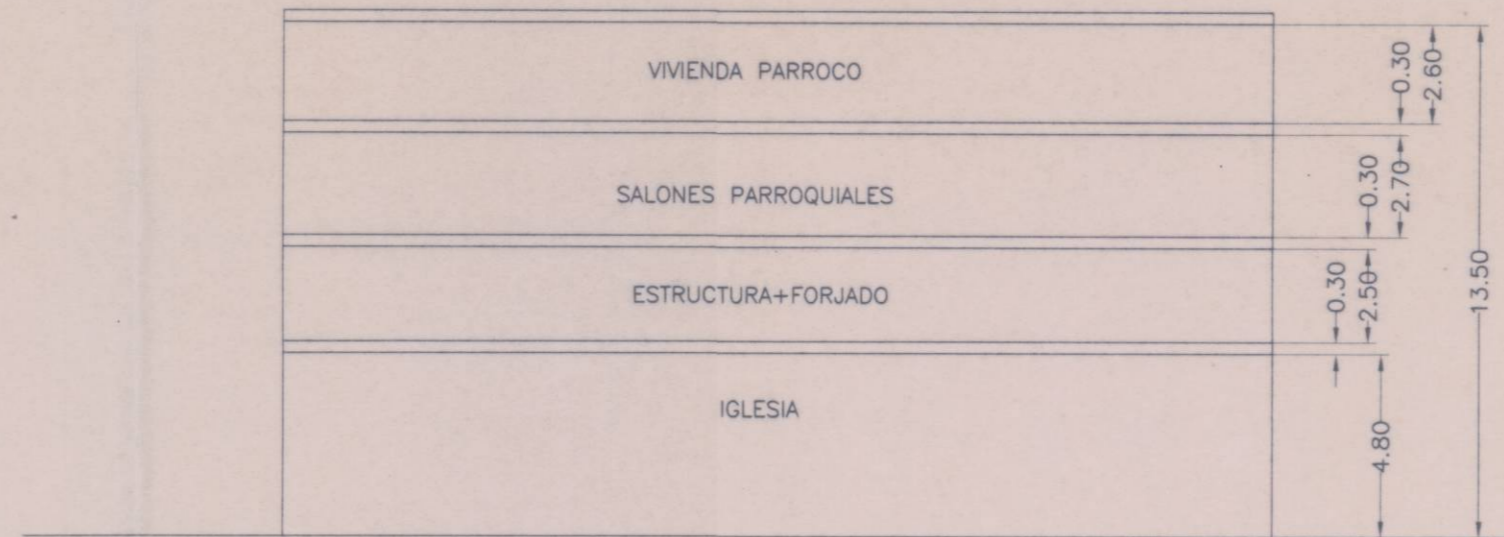 VIVIENDA PARROCO
SALONES PARROQUIALES
ESTRUCTURA+FORJADO
IGLESIA
0.30
2.60
0.30
2.70
0.30
2.50
4.80
13.50